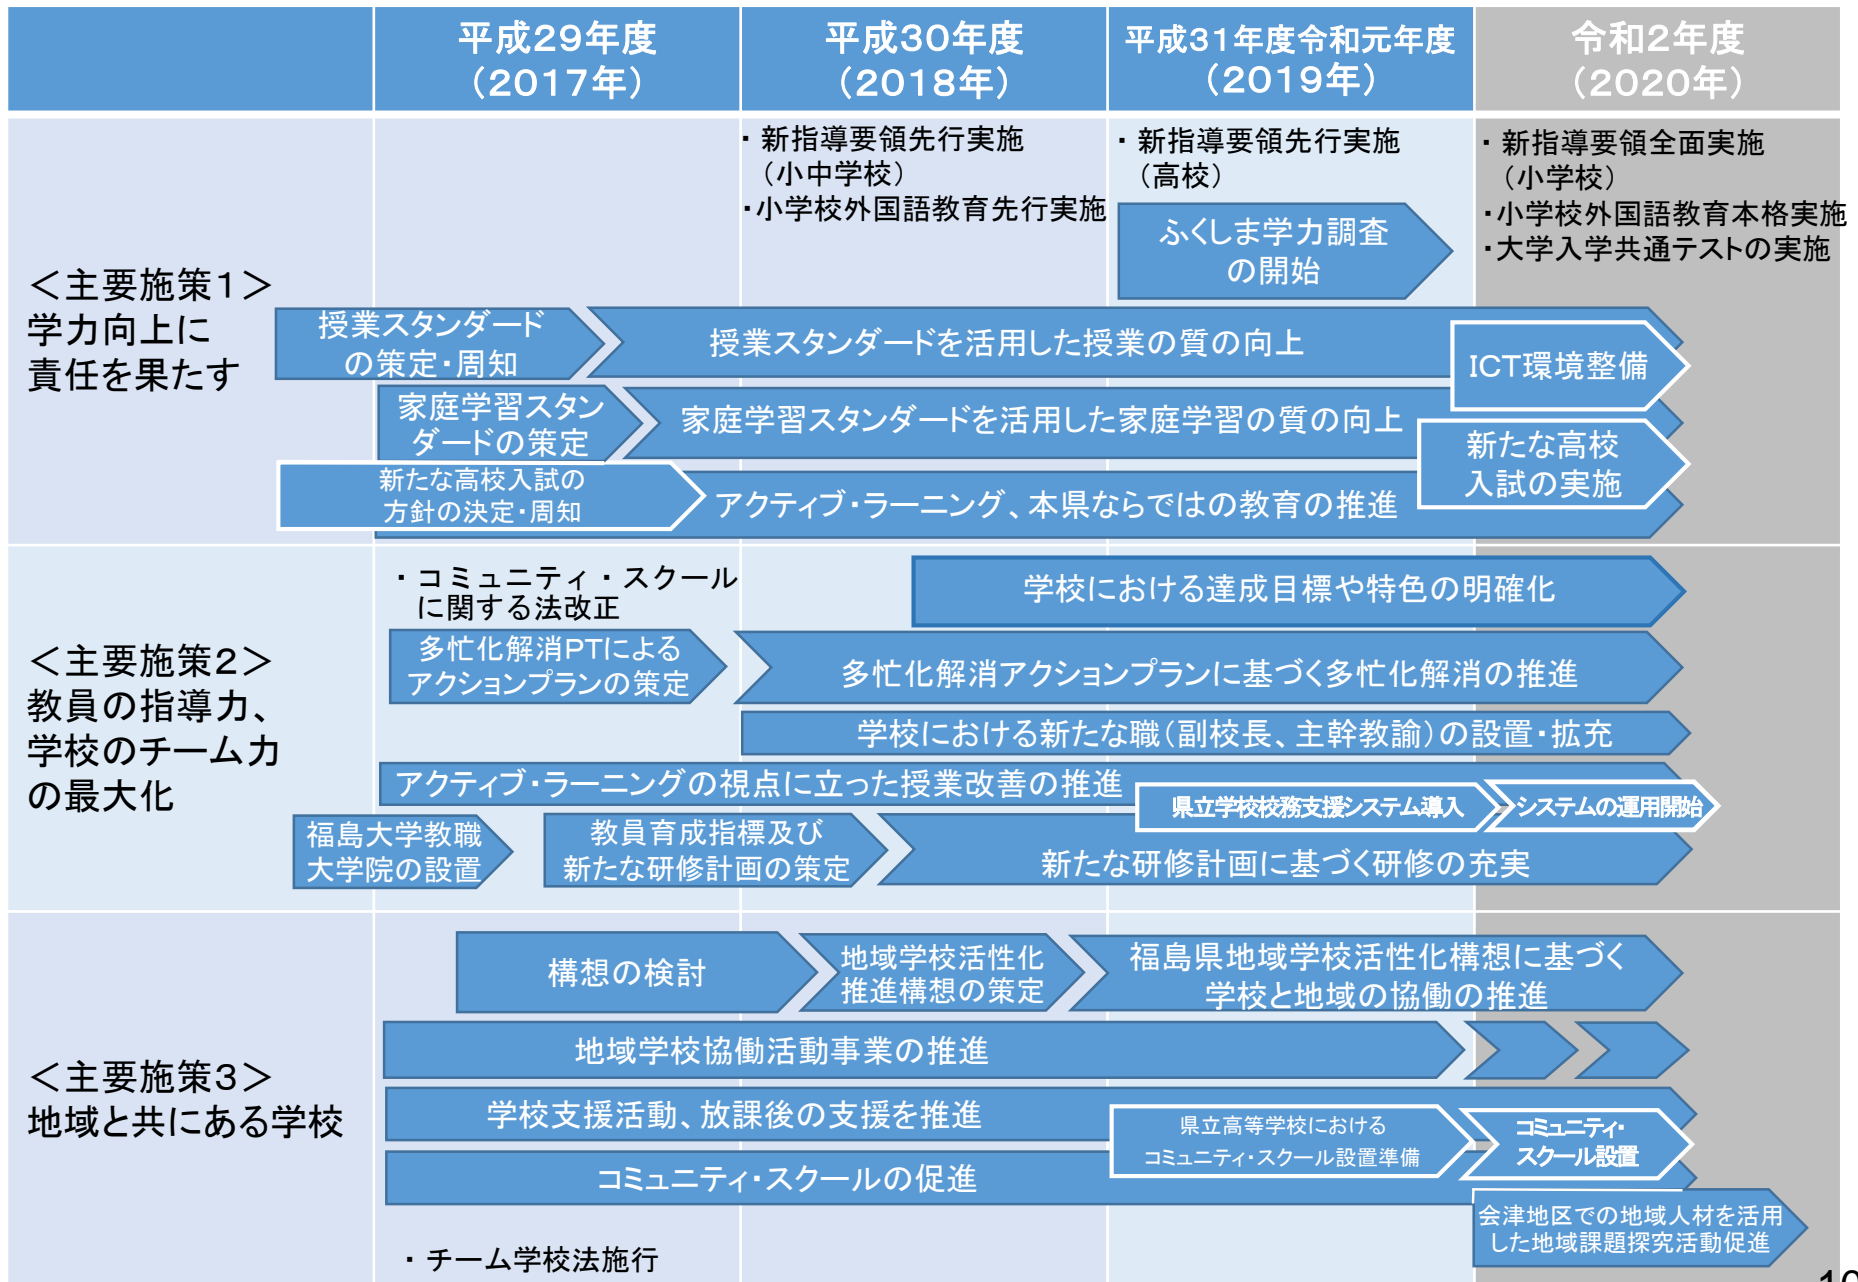 平成29年度
（2017年）
平成30年度
（2018年）
平成31年度令和元年度
（2019年）
令和2年度
（2020年）
＜主要施策1＞
学力向上に
責任を果たす
・新指導要領先行実施
（小中学校）
・小学校外国語教育先行実施
・新指導要領先行実施
（高校）
・新指導要領全面実施
（小学校）
・小学校外国語教育本格実施
・大学入学共通テストの実施
ふくしま学力調査
の開始
授業スタンダード
の策定・周知
授業スタンダードを活用した授業の質の向上
ICT環境整備
家庭学習スタン
ダードの策定
家庭学習スタンダードを活用した家庭学習の質の向上
新たな高校
入試の実施
新たな高校入試の
方針の決定・周知
アクティブ・ラーニング、本県ならではの教育の推進
＜主要施策2＞
教員の指導力、
学校のチーム力
の最大化
・コミュニティ・スクール
に関する法改正
学校における達成目標や特色の明確化
多忙化解消PTによる
アクションプランの策定
多忙化解消アクションプランに基づく多忙化解消の推進
学校における新たな職（副校長、主幹教諭）の設置・拡充
アクティブ・ラーニングの視点に立った授業改善の推進
県立学校校務支援システム導入
システムの運用開始
福島大学教職
大学院の設置
教員育成指標及び
新たな研修計画の策定
新たな研修計画に基づく研修の充実
＜主要施策3＞
地域と共にある学校
構想の検討
地域学校活性化
推進構想の策定
福島県地域学校活性化構想に基づく
学校と地域の協働の推進
地域学校協働活動事業の推進
学校支援活動、放課後の支援を推進
県立高等学校における
コミュニティ・スクール設置準備
コミュニティ・
スクール設置
コミュニティ・スクールの促進
会津地区での地域人材を活用
した地域課題探究活動促進
・チーム学校法施行